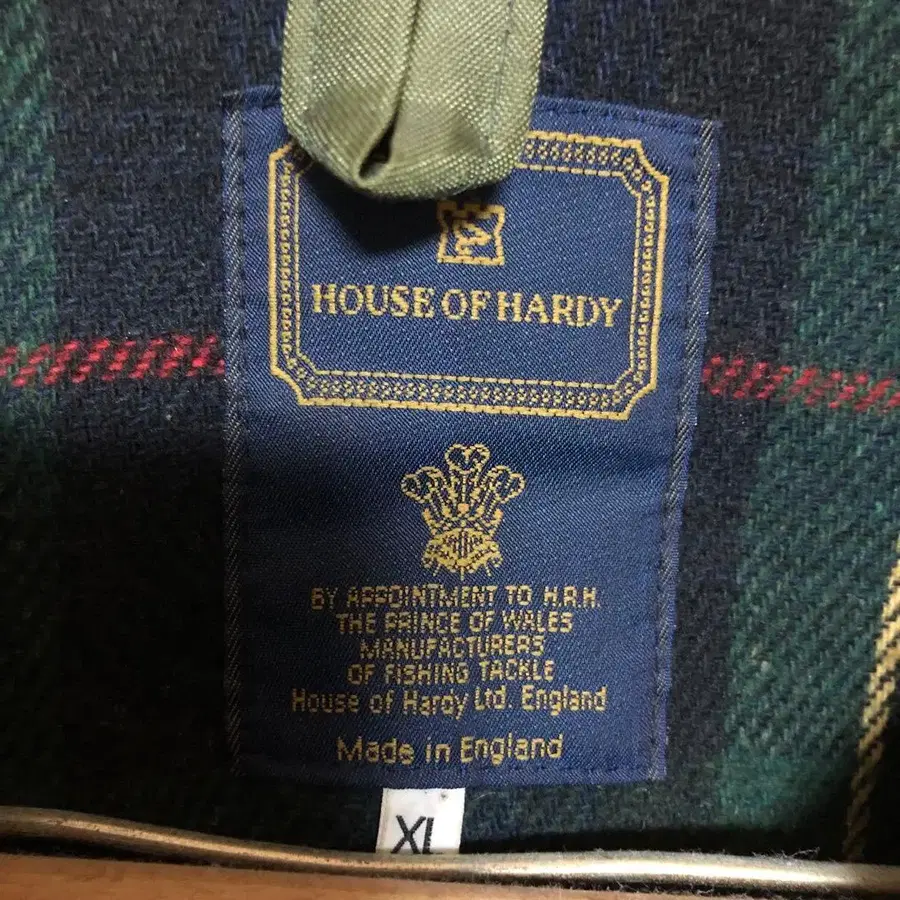 HOUSE OF HARDY
BY APPOINTMENT TO H.R.H.
THE PRINCE OF WALES
MANUFACTURERS
OF FISHING TACKLE
House of Hardy Ltd. England
Made in England
XL